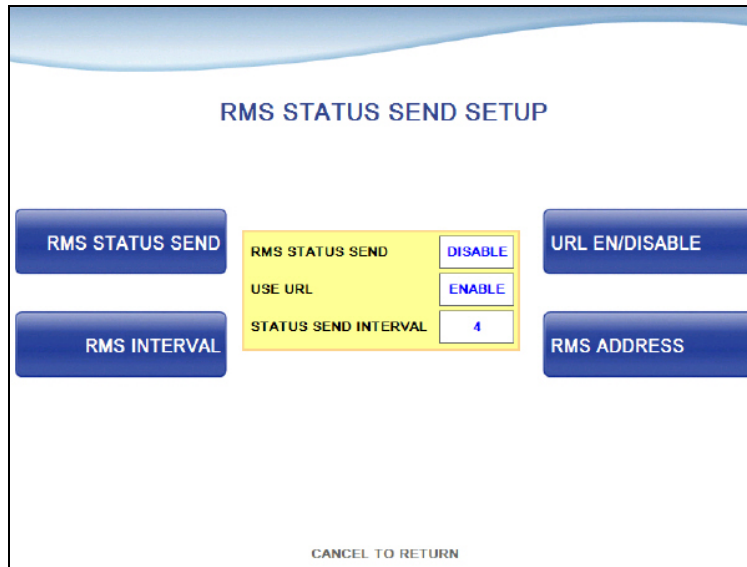 RMS STATUS SEND SETUP
RMS STATUS SEND
RMS STATUS SEND DISABLE
URL EN/DISABLE
USE URL ENABLE
STATUS SEND INTERVAL 4
RMS INTERVAL
RMS ADDRESS
CANCEL TO RETURN